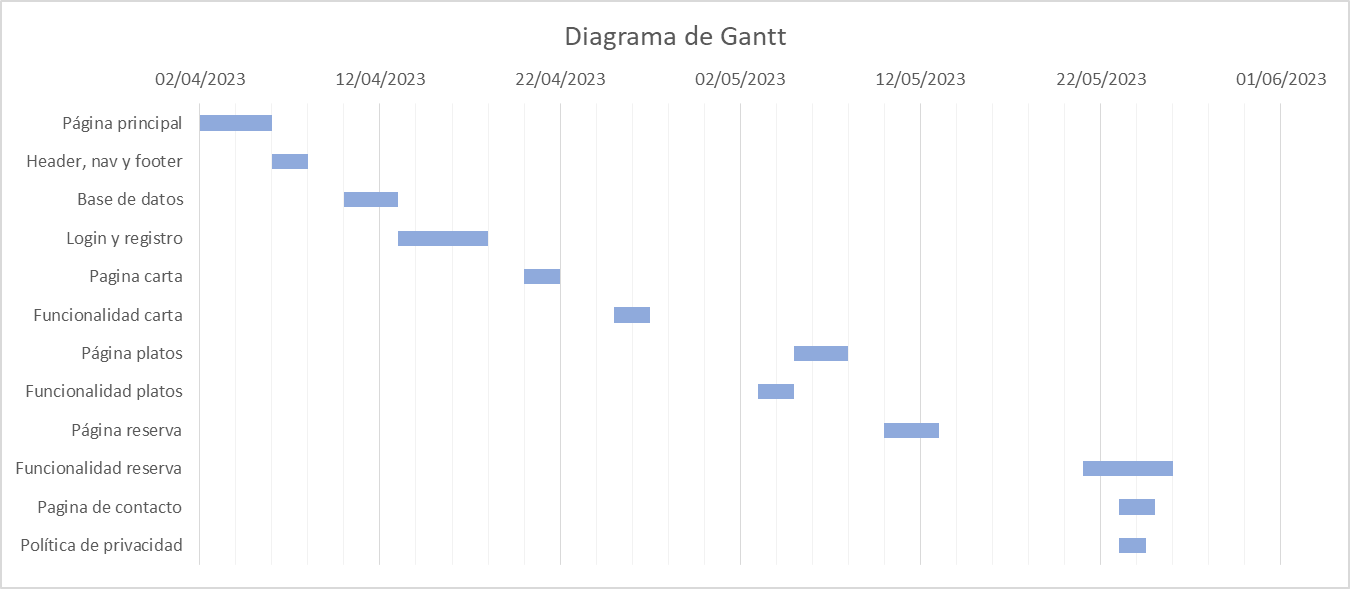 Diagrama de Gantt
02/04/2023 12/04/2023 22/04/2023 02/05/2023 12/05/2023 22/05/2023 01/06/2023
Página principal
Header, nav y footer
Base de datos
Login y registro
Pagina carta
Funcionalidad carta
Página platos
Funcionalidad platos
Página reserva
Funcionalidad reserva
Pagina de contacto
Política de privacidad